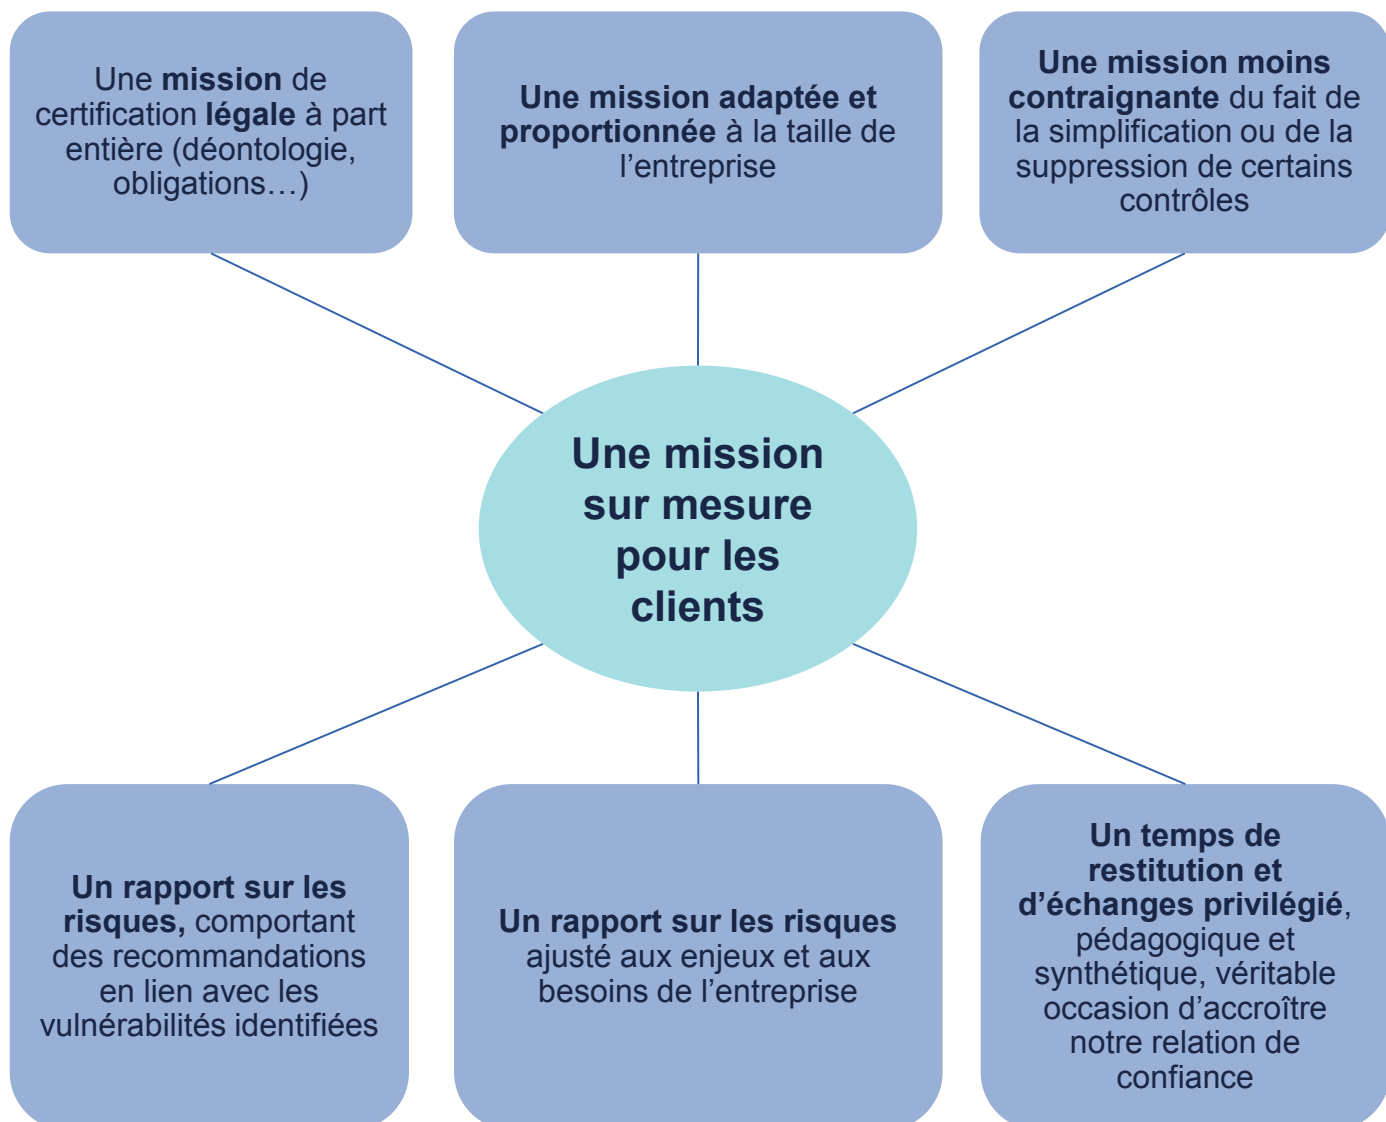 Une mission de
certification légale à part
entière (déontologie,
obligations…)
Une mission adaptée et
proportionnée à la taille de
l’entreprise
Une mission moins
contraignante du fait de
la simplification ou de la
suppression de certains
contrôles
Une mission
sur mesure
pour les
clients
Un rapport sur les
risques, comportant
des recommandations
en lien avec les
vulnérabilités identifiées
Un rapport sur les risques
ajusté aux enjeux et aux
besoins de l’entreprise
Un temps de
restitution et
d’échanges privilégié,
pédagogique et
synthétique, véritable
occasion d’accroître
notre relation de
confiance